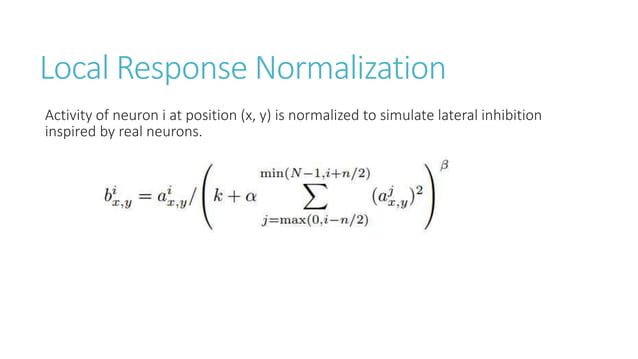 Local Response Normalization
Activity of neuron i at position (x, y) is normalized to simulate lateral inhibition
inspired by real neurons.
b^i_{x,y} = a^i_{x,y} / ( k + α ∑_{j=max(0,i−n/2)}^{min(N−1,i+n/2)} (a^j_{x,y})^2 )^β